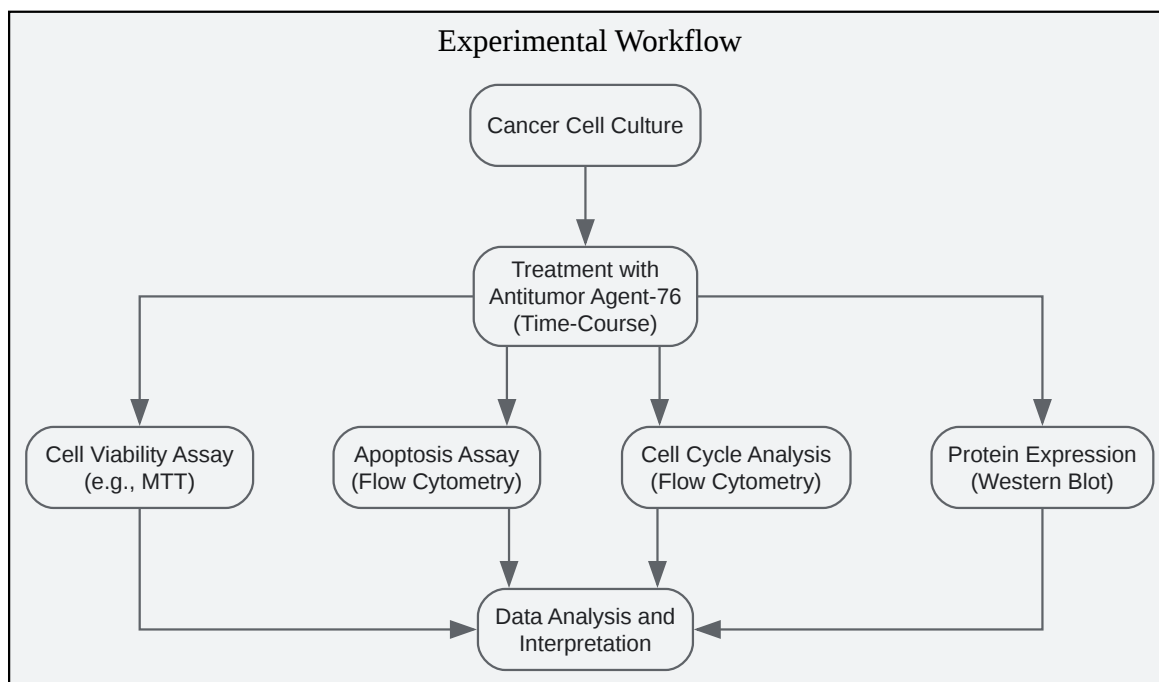 Experimental Workflow
Cancer Cell Culture
Treatment with
Antitumor Agent-76
(Time-Course)
Cell Viability Assay
(e.g., MTT)
Apoptosis Assay
(Flow Cytometry)
Cell Cycle Analysis
(Flow Cytometry)
Protein Expression
(Western Blot)
Data Analysis and
Interpretation